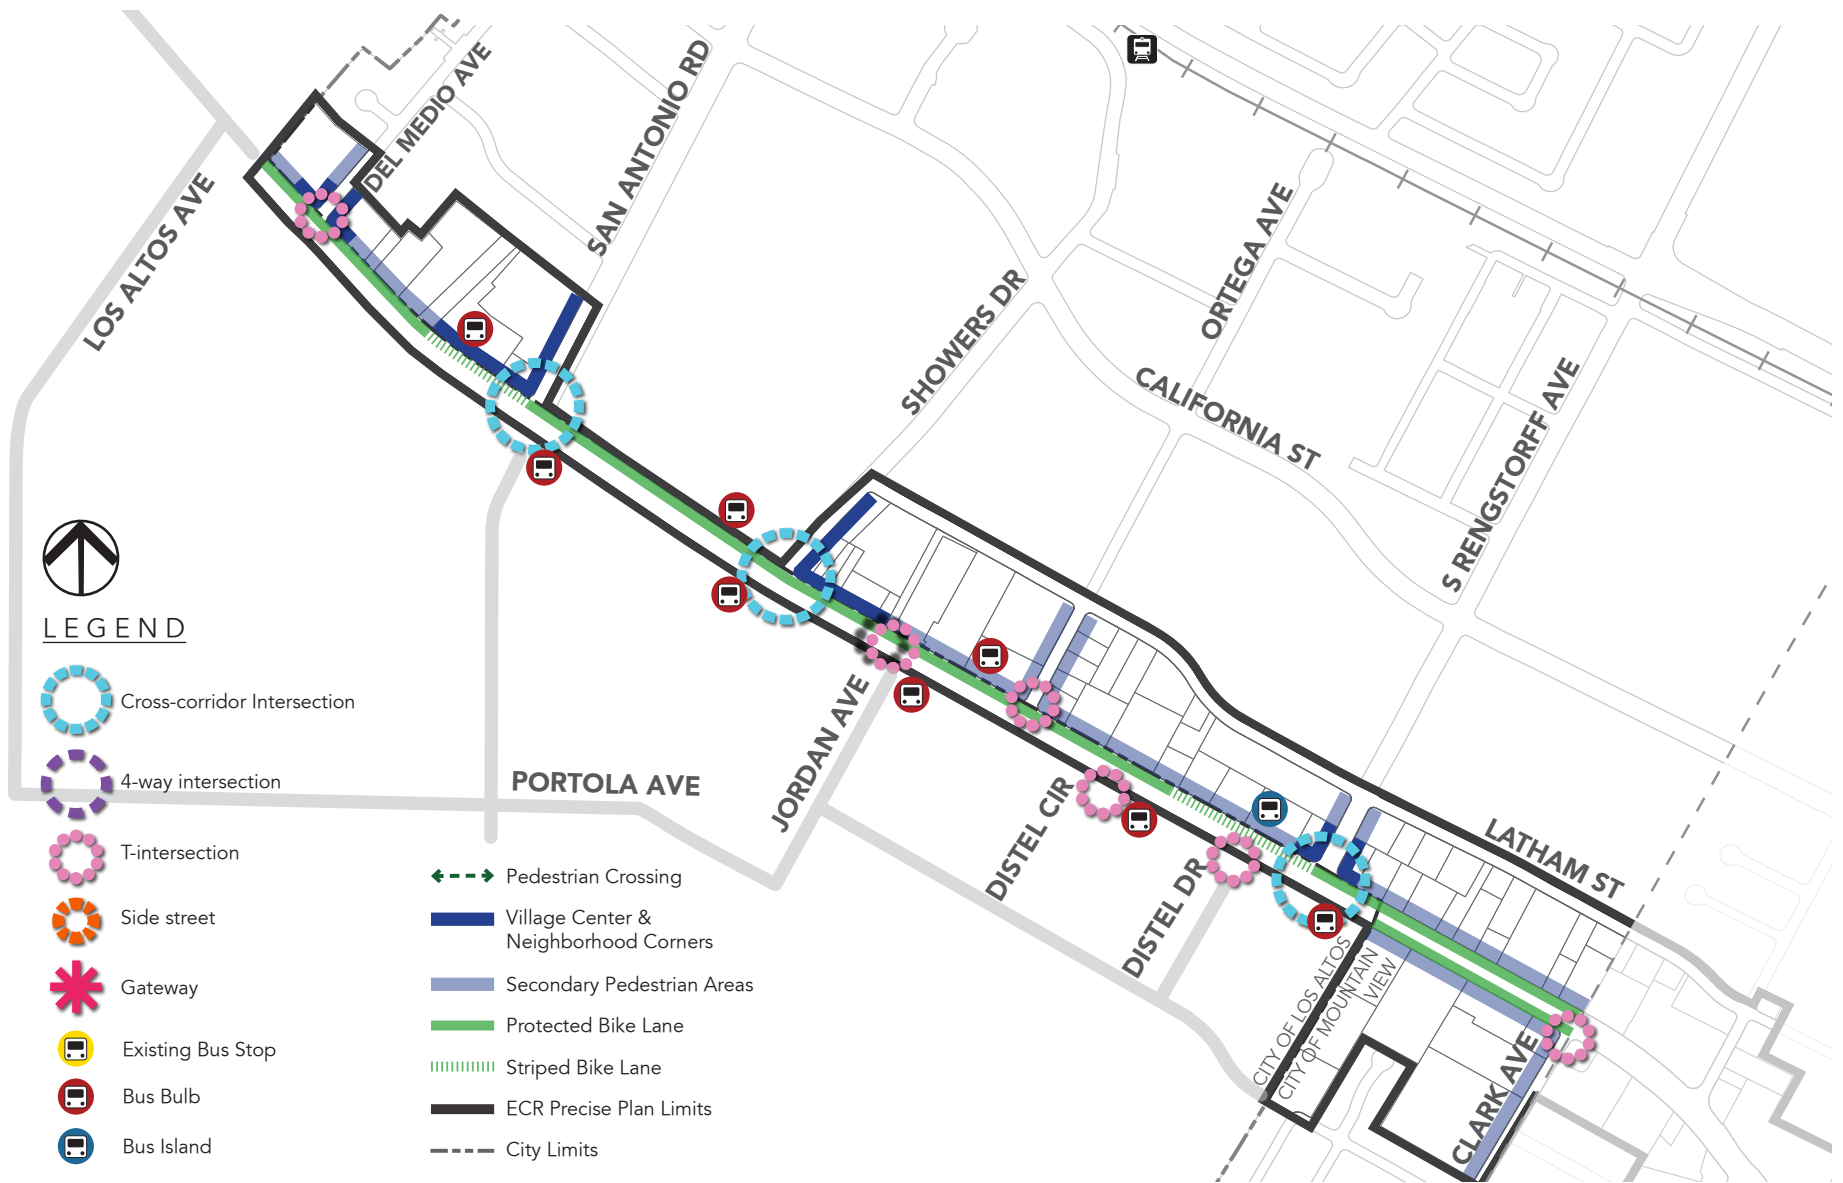 DEL MEDIO AVE
SAN ANTONIO RD
LOS ALTOS AVE
ORTEGA AVE
SHOWERS DR
CALIFORNIA ST
S RENGSTORFF AVE
LEGEND
Cross-corridor Intersection
4-way intersection
T-intersection
Side street
Gateway
Existing Bus Stop
Bus Bulb
Bus Island
Pedestrian Crossing
Village Center &
Neighborhood Corners
Secondary Pedestrian Areas
Protected Bike Lane
Striped Bike Lane
ECR Precise Plan Limits
City Limits
PORTOLA AVE
JORDAN AVE
DISTEL CIR
DISTEL DR
LATHAM ST
CITY OF LOS ALTOS
CITY OF MOUNTAIN
VIEW
CLARK AVE